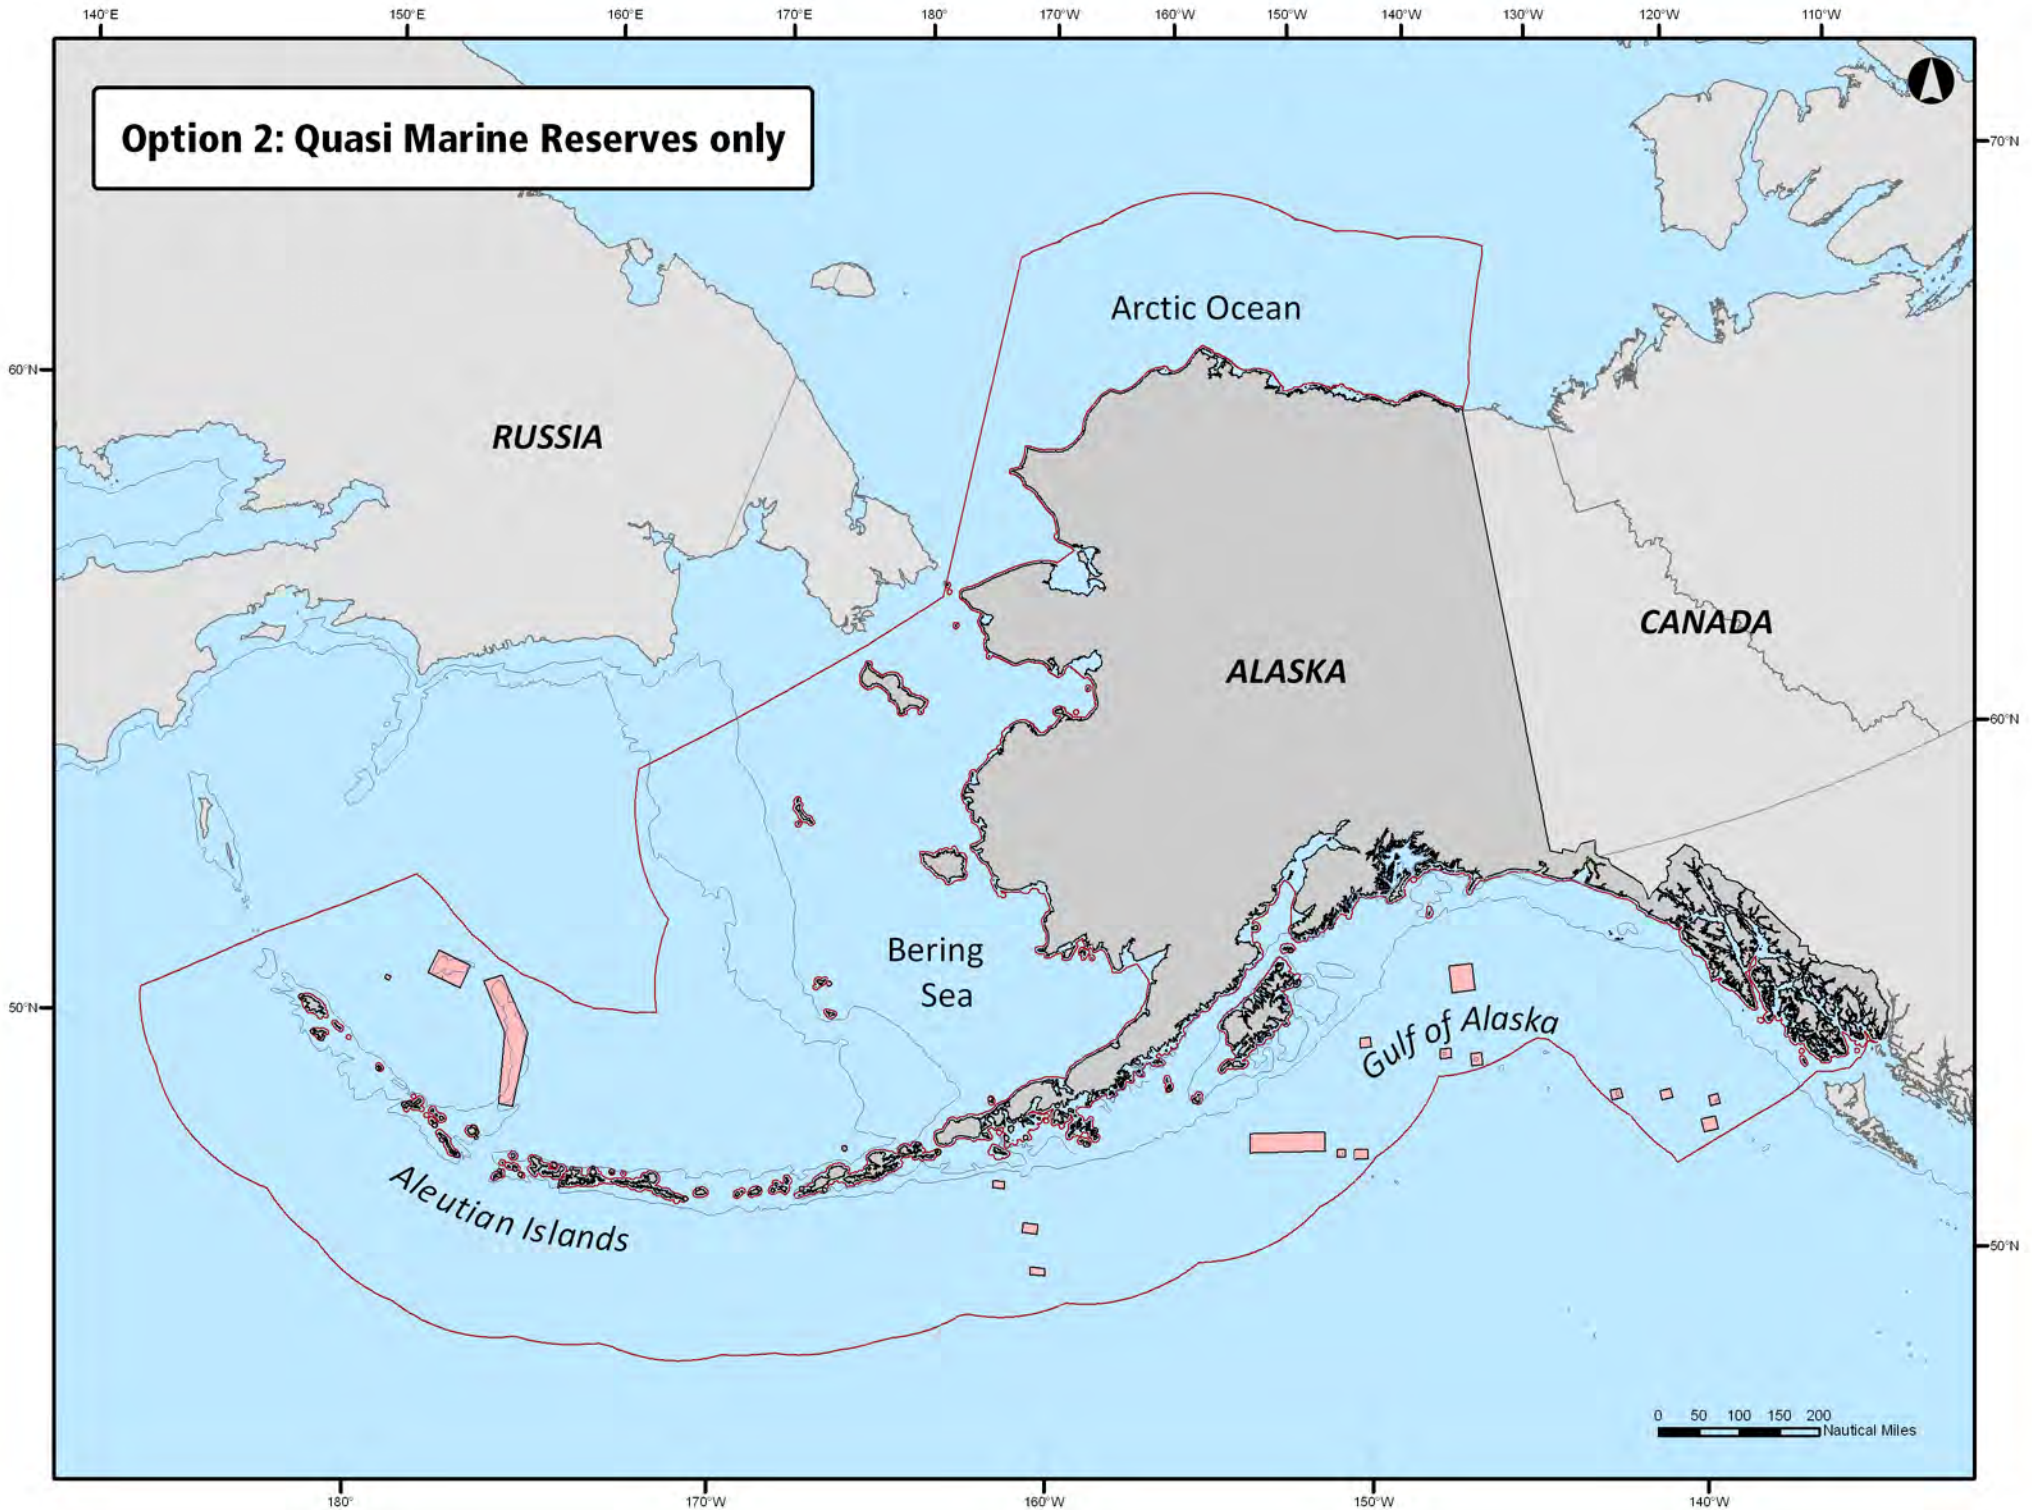 140°E 150°E 160°E 170°E 180° 170°W 160°W 150°W 140°W 130°W 120°W 110°W
Option 2: Quasi Marine Reserves only
70°N
Arctic Ocean
60°N
RUSSIA
CANADA
ALASKA
60°N
Bering
Sea
50°N
Gulf of Alaska
Aleutian Islands
50°N
0 50 100 150 200
Nautical Miles
180° 170°W 160°W 150°W 140°W